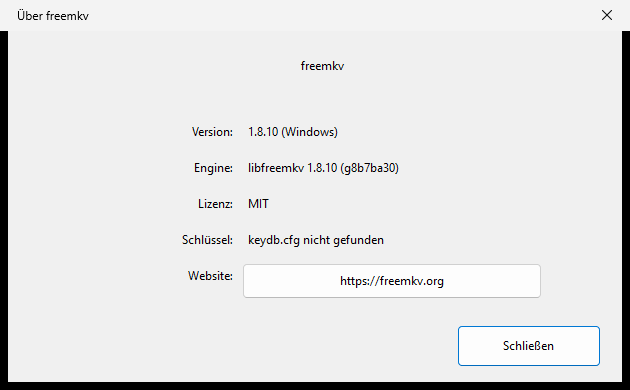 Über freemkv
freemkv
Version: 1.8.10 (Windows)
Engine: libfreemkv 1.8.10 (g8b7ba30)
Lizenz: MIT
Schlüssel: keydb.cfg nicht gefunden
Website: https://freemkv.org
Schließen